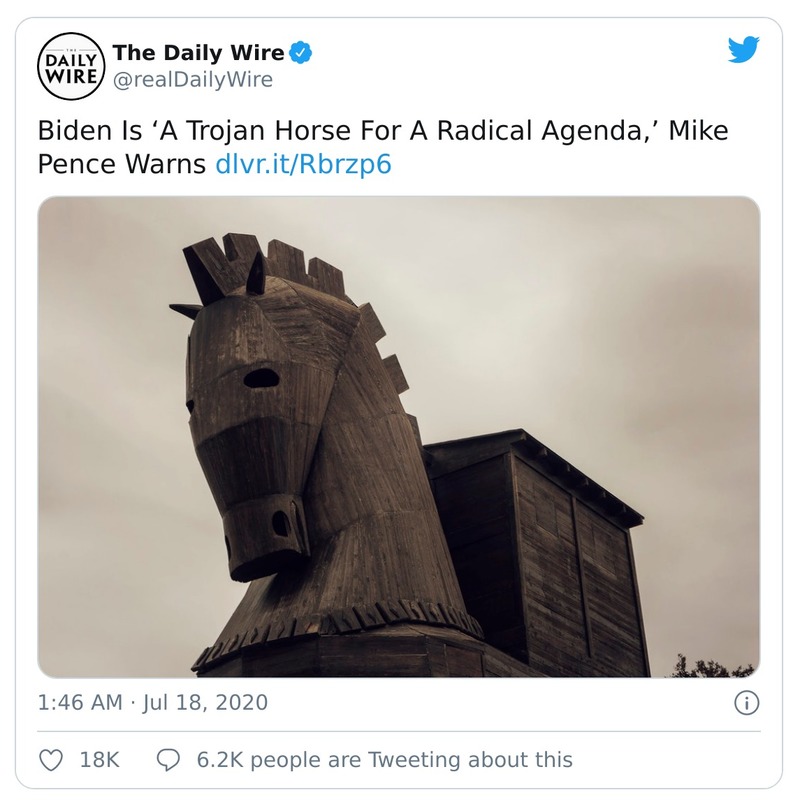 THE
DAILY
WIRE
The Daily Wire
@realDailyWire
Biden Is ‘A Trojan Horse For A Radical Agenda,’ Mike
Pence Warns dlvr.it/Rbrzp6
1:46 AM · Jul 18, 2020
18K
6.2K people are Tweeting about this